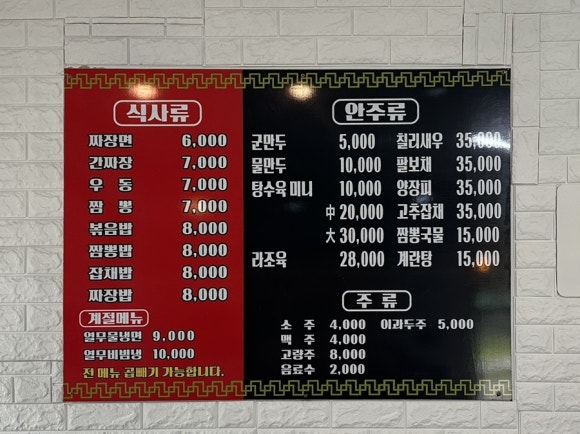 식사류
짜장면 6,000
간짜장 7,000
우 동 7,000
짬 뽕 7,000
볶음밥 8,000
짬뽕밥 8,000
잡채밥 8,000
짜장밥 8,000
계절메뉴
열무물냉면 9,000
열무비빔냉 10,000
전 메뉴 곱빼기 가능합니다.
안주류
군만두 5,000 칠리새우 35,000
물만두 10,000 팔보채 35,000
탕수육 미니 10,000 양장피 35,000
中 20,000 고추잡채 35,000
大 30,000 짬뽕국물 15,000
라조육 28,000 계란탕 15,000
주 류
소 주 4,000 이과두주 5,000
맥 주 4,000
고량주 8,000
음료수 2,000